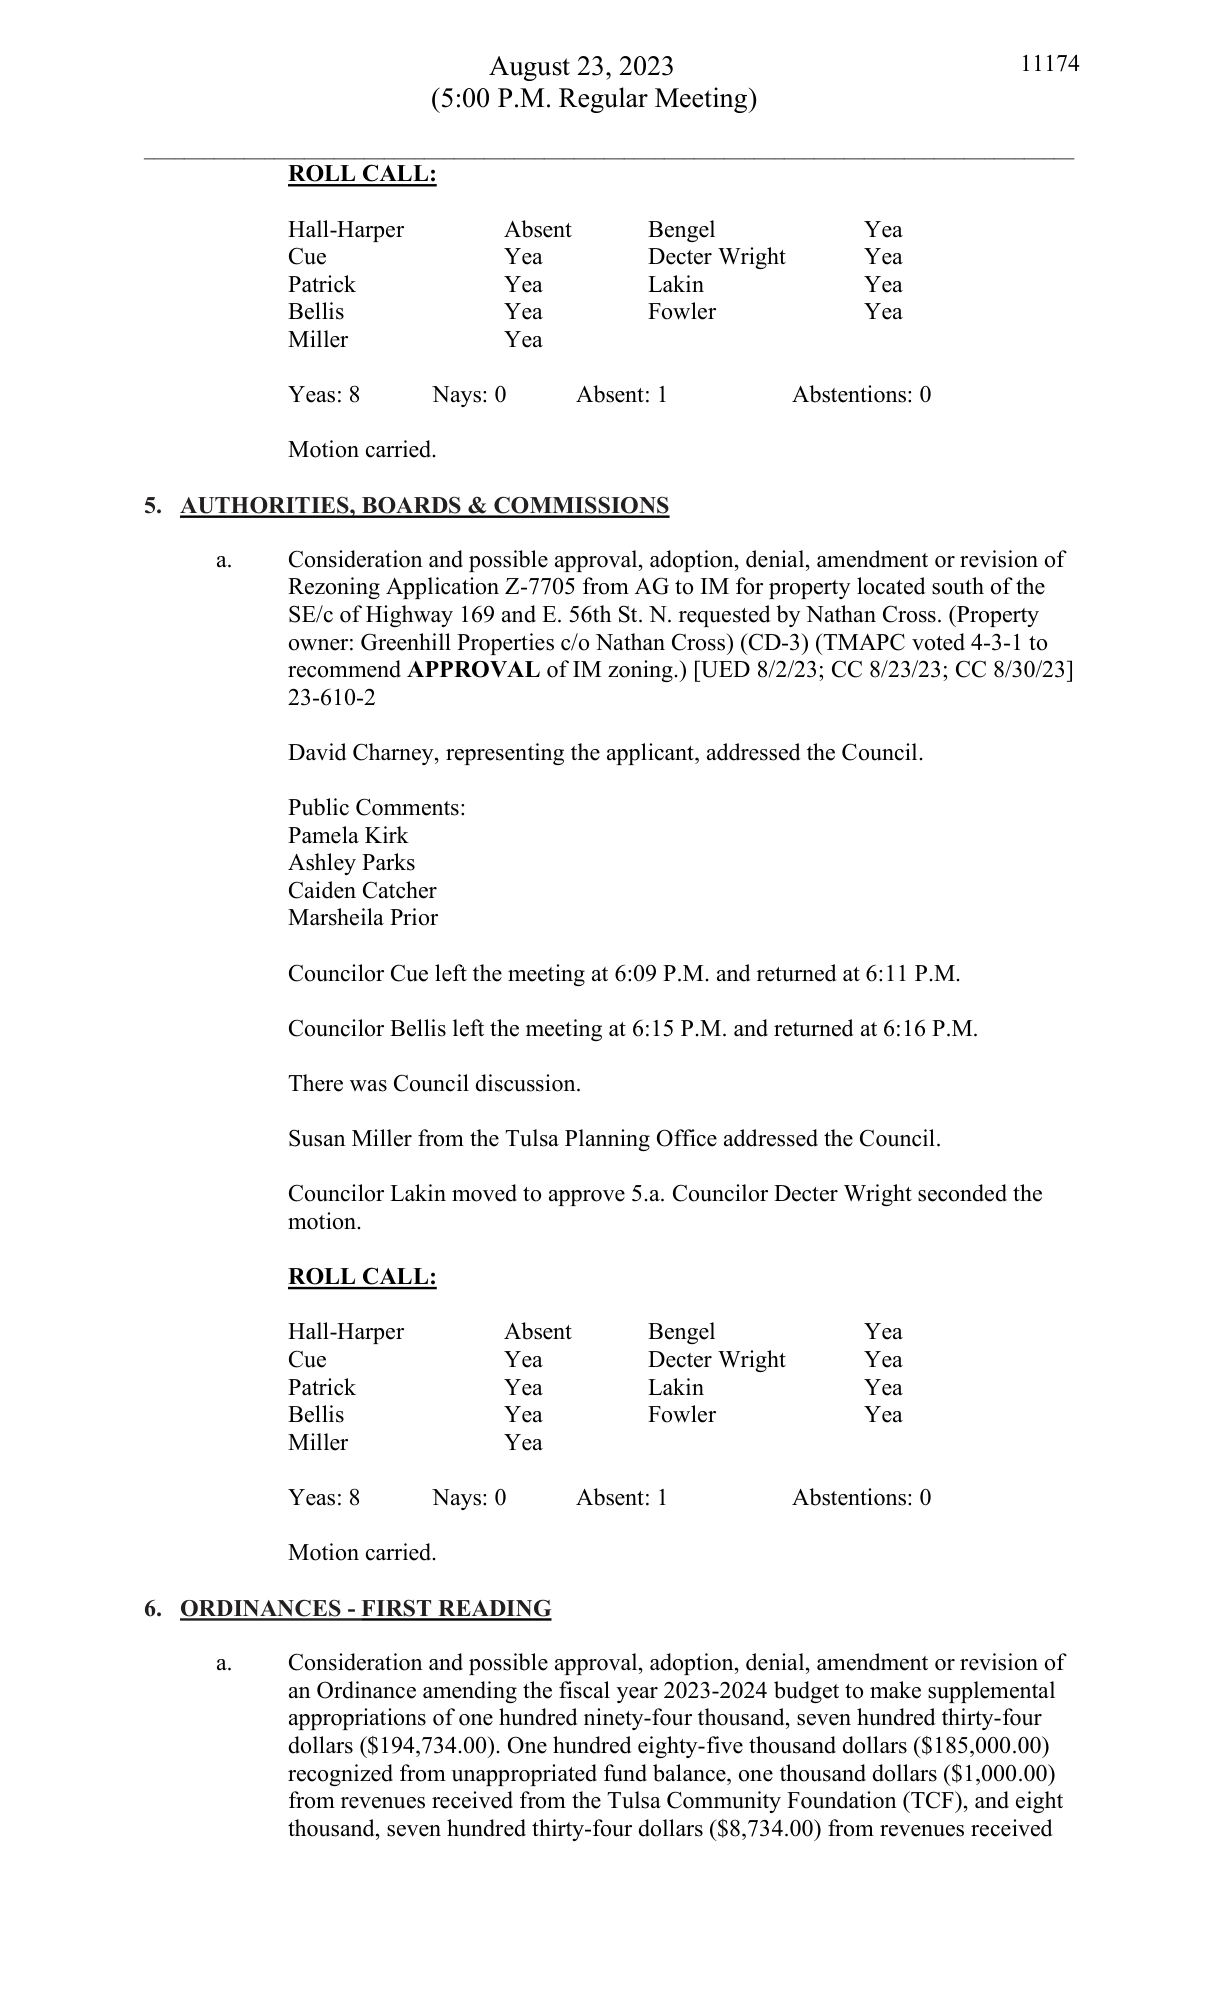 August 23, 2023
11174
(5:00 P.M. Regular Meeting)
ROLL CALL:
Hall-Harper Absent Bengel Yea
Cue Yea Decter Wright Yea
Patrick Yea Lakin Yea
Bellis Yea Fowler Yea
Miller Yea
Yeas: 8 Nays: 0 Absent: 1 Abstentions: 0
Motion carried.
5. AUTHORITIES, BOARDS & COMMISSIONS
a. Consideration and possible approval, adoption, denial, amendment or revision of
Rezoning Application Z-7705 from AG to IM for property located south of the
SE/c of Highway 169 and E. 56th St. N. requested by Nathan Cross. (Property
owner: Greenhill Properties c/o Nathan Cross) (CD-3) (TMAPC voted 4-3-1 to
recommend APPROVAL of IM zoning.) [UED 8/2/23; CC 8/23/23; CC 8/30/23]
23-610-2
David Charney, representing the applicant, addressed the Council.
Public Comments:
Pamela Kirk
Ashley Parks
Caiden Catcher
Marsheila Prior
Councilor Cue left the meeting at 6:09 P.M. and returned at 6:11 P.M.
Councilor Bellis left the meeting at 6:15 P.M. and returned at 6:16 P.M.
There was Council discussion.
Susan Miller from the Tulsa Planning Office addressed the Council.
Councilor Lakin moved to approve 5.a. Councilor Decter Wright seconded the
motion.
ROLL CALL:
Hall-Harper Absent Bengel Yea
Cue Yea Decter Wright Yea
Patrick Yea Lakin Yea
Bellis Yea Fowler Yea
Miller Yea
Yeas: 8 Nays: 0 Absent: 1 Abstentions: 0
Motion carried.
6. ORDINANCES - FIRST READING
a. Consideration and possible approval, adoption, denial, amendment or revision of
an Ordinance amending the fiscal year 2023-2024 budget to make supplemental
appropriations of one hundred ninety-four thousand, seven hundred thirty-four
dollars ($194,734.00). One hundred eighty-five thousand dollars ($185,000.00)
recognized from unappropriated fund balance, one thousand dollars ($1,000.00)
from revenues received from the Tulsa Community Foundation (TCF), and eight
thousand, seven hundred thirty-four dollars ($8,734.00) from revenues received